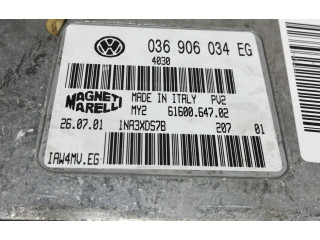 036 906 034 EG
4030
MAGNETI MARELLI
MADE IN ITALY PV2
MY2 61600.647.02
26.07.01 1NA3XDS7B 207 01
IAW4MV.EG